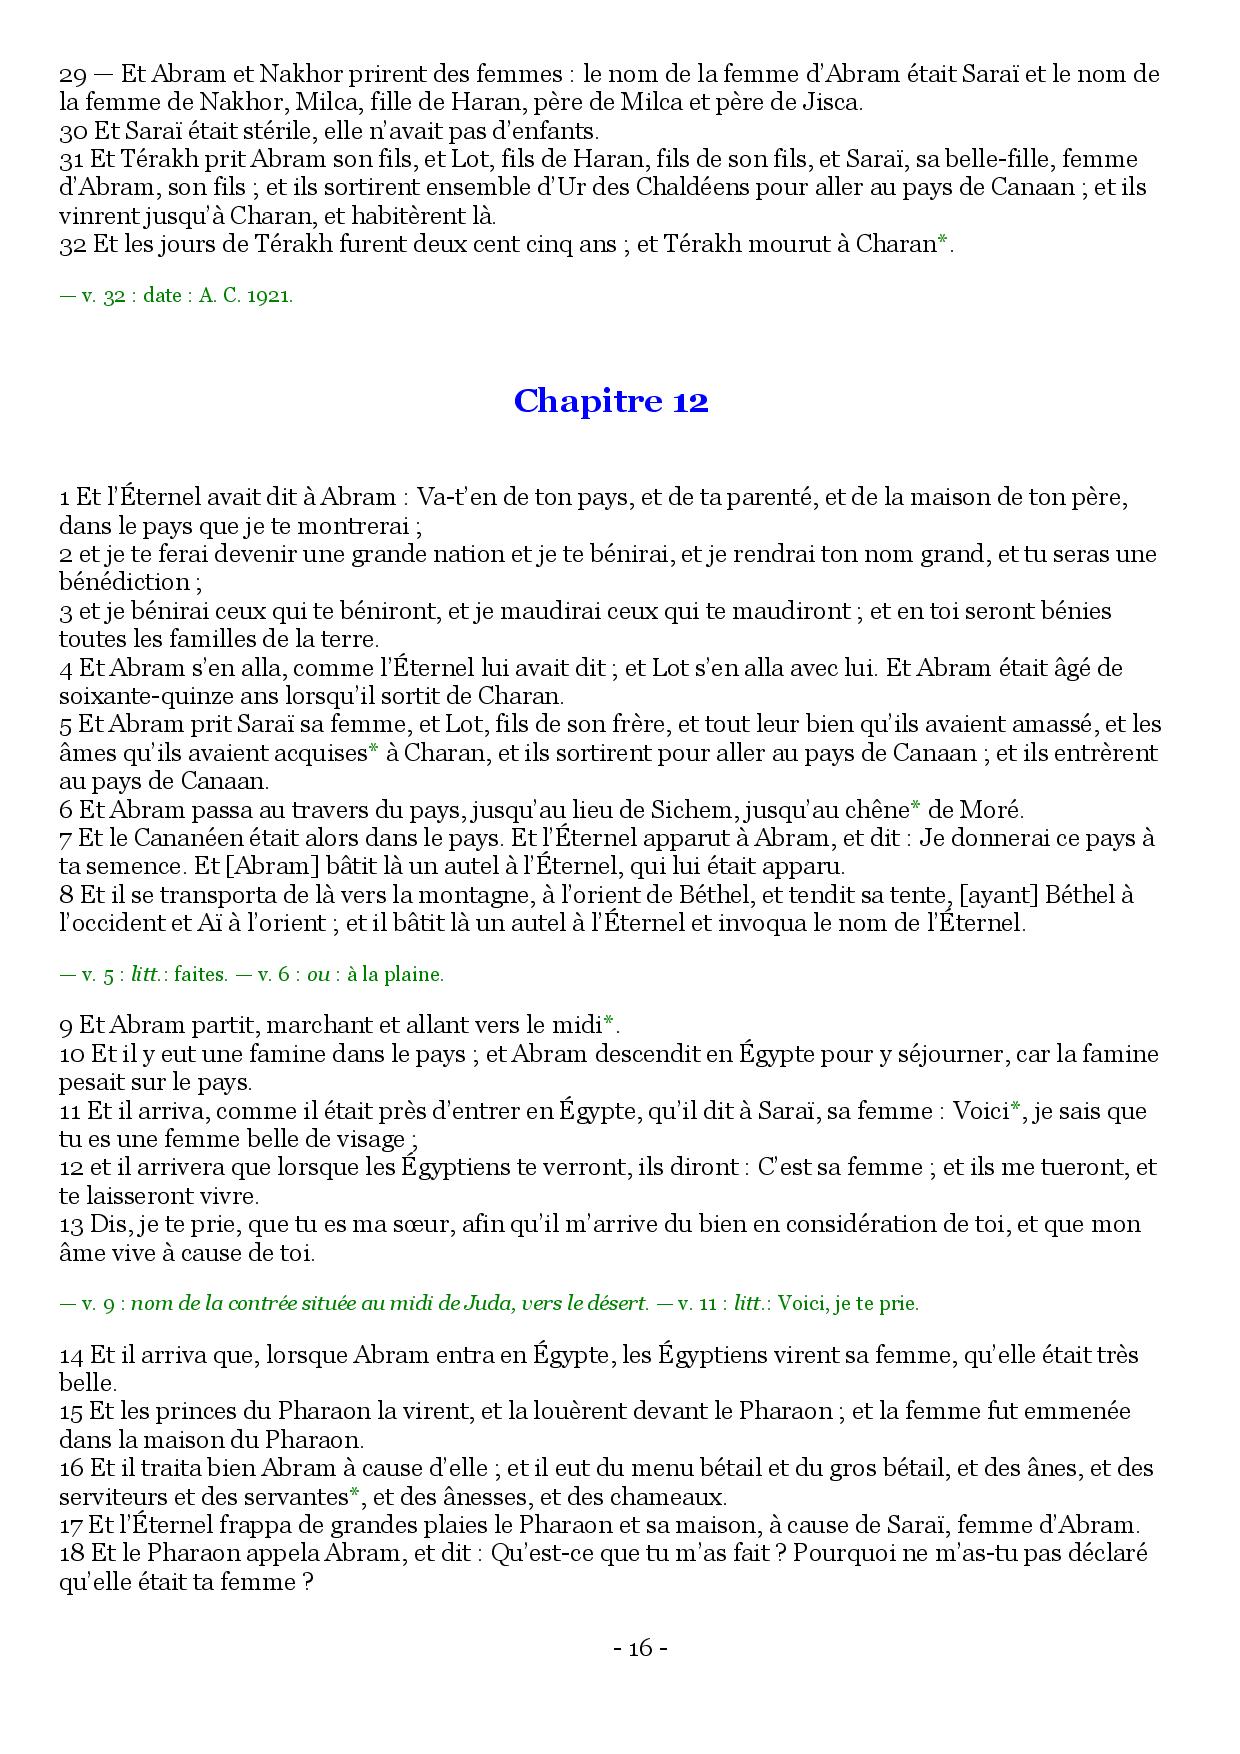 29 — Et Abram et Nakhor prirent des femmes : le nom de la femme d’Abram était Saraï et le nom de
la femme de Nakhor, Milca, fille de Haran, père de Milca et père de Jisca.
30 Et Saraï était stérile, elle n’avait pas d’enfants.
31 Et Térakh prit Abram son fils, et Lot, fils de Haran, fils de son fils, et Saraï, sa belle-fille, femme
d’Abram, son fils ; et ils sortirent ensemble d’Ur des Chaldéens pour aller au pays de Canaan ; et ils
vinrent jusqu’à Charan, et habitèrent là.
32 Et les jours de Térakh furent deux cent cinq ans ; et Térakh mourut à Charan*.
— v. 32 : date : A. C. 1921.
Chapitre 12
1 Et l’Éternel avait dit à Abram : Va-t’en de ton pays, et de ta parenté, et de la maison de ton père,
dans le pays que je te montrerai ;
2 et je te ferai devenir une grande nation et je te bénirai, et je rendrai ton nom grand, et tu seras une
bénédiction ;
3 et je bénirai ceux qui te béniront, et je maudirai ceux qui te maudiront ; et en toi seront bénies
toutes les familles de la terre.
4 Et Abram s’en alla, comme l’Éternel lui avait dit ; et Lot s’en alla avec lui. Et Abram était âgé de
soixante-quinze ans lorsqu’il sortit de Charan.
5 Et Abram prit Saraï sa femme, et Lot, fils de son frère, et tout leur bien qu’ils avaient amassé, et les
âmes qu’ils avaient acquises* à Charan, et ils sortirent pour aller au pays de Canaan ; et ils entrèrent
au pays de Canaan.
6 Et Abram passa au travers du pays, jusqu’au lieu de Sichem, jusqu’au chêne* de Moré.
7 Et le Cananéen était alors dans le pays. Et l’Éternel apparut à Abram, et dit : Je donnerai ce pays à
ta semence. Et [Abram] bâtit là un autel à l’Éternel, qui lui était apparu.
8 Et il se transporta de là vers la montagne, à l’orient de Béthel, et tendit sa tente, [ayant] Béthel à
l’occident et Aï à l’orient ; et il bâtit là un autel à l’Éternel et invoqua le nom de l’Éternel.
— v. 5 : litt.: faites. — v. 6 : ou : à la plaine.
9 Et Abram partit, marchant et allant vers le midi*.
10 Et il y eut une famine dans le pays ; et Abram descendit en Égypte pour y séjourner, car la famine
pesait sur le pays.
11 Et il arriva, comme il était près d’entrer en Égypte, qu’il dit à Saraï, sa femme : Voici*, je sais que
tu es une femme belle de visage ;
12 et il arrivera que lorsque les Égyptiens te verront, ils diront : C’est sa femme ; et ils me tueront, et
te laisseront vivre.
13 Dis, je te prie, que tu es ma sœur, afin qu’il m’arrive du bien en considération de toi, et que mon
âme vive à cause de toi.
— v. 9 : nom de la contrée située au midi de Juda, vers le désert. — v. 11 : litt.: Voici, je te prie.
14 Et il arriva que, lorsque Abram entra en Égypte, les Égyptiens virent sa femme, qu’elle était très
belle.
15 Et les princes du Pharaon la virent, et la louèrent devant le Pharaon ; et la femme fut emmenée
dans la maison du Pharaon.
16 Et il traita bien Abram à cause d’elle ; et il eut du menu bétail et du gros bétail, et des ânes, et des
serviteurs et des servantes*, et des ânesses, et des chameaux.
17 Et l’Éternel frappa de grandes plaies le Pharaon et sa maison, à cause de Saraï, femme d’Abram.
18 Et le Pharaon appela Abram, et dit : Qu’est-ce que tu m’as fait ? Pourquoi ne m’as-tu pas déclaré
qu’elle était ta femme ?
- 16 -